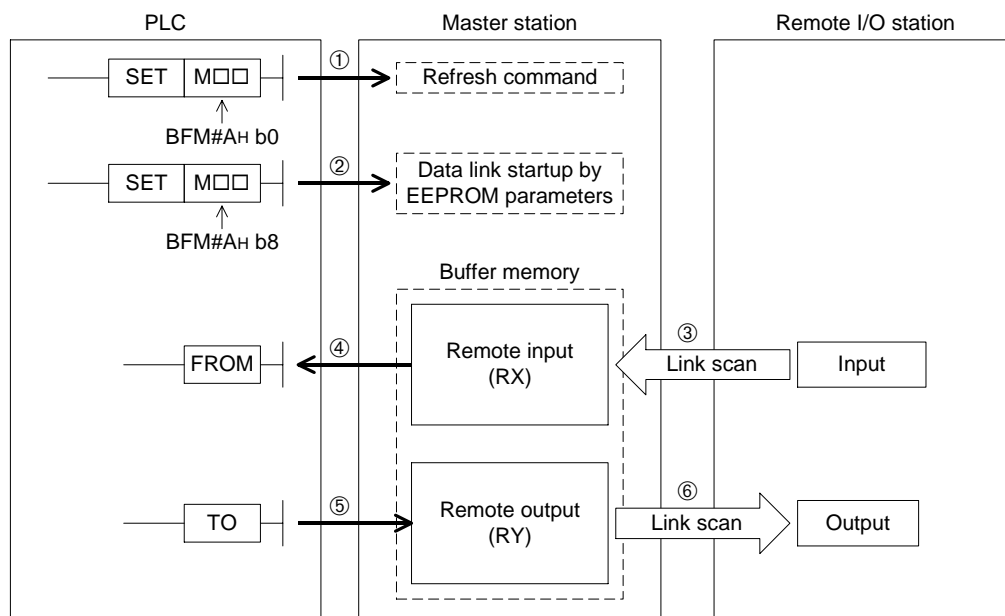 PLC
Master station
Remote I/O station
SET M□□
①
Refresh command
BFM#AH b0
SET M□□
②
Data link startup by
EEPROM parameters
BFM#AH b8
Buffer memory
FROM
④
Remote input
(RX)
③
Link scan
Input
TO
⑤
Remote output
(RY)
⑥
Link scan
Output